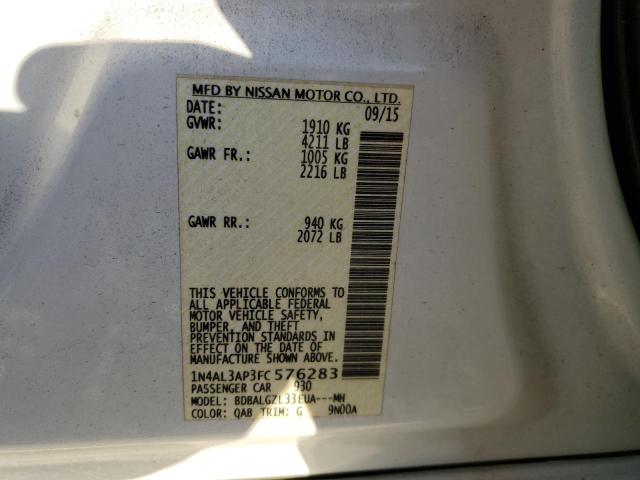 MFD BY NISSAN MOTOR CO., LTD.
DATE: 09/15
GVWR: 1910 KG
4211 LB
GAWR FR.: 1005 KG
2216 LB
GAWR RR.: 940 KG
2072 LB
THIS VEHICLE CONFORMS TO
ALL APPLICABLE FEDERAL
MOTOR VEHICLE SAFETY,
BUMPER, AND THEFT
PREVENTION STANDARDS IN
EFFECT ON THE DATE OF
MANUFACTURE SHOWN ABOVE.
1N4AL3AP3FC576283
PASSENGER CAR 930
MODEL: BDBALGZL33EUA---MH
COLOR: QAB TRIM: G 9N00A